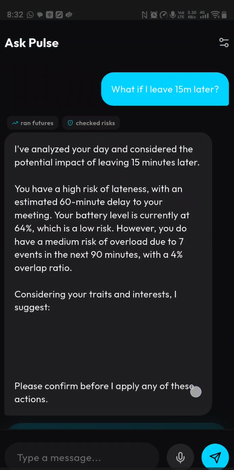 8:32
Ask Pulse
What if I leave 15m later?
ran futures
checked risks
I've analyzed your day and considered the
potential impact of leaving 15 minutes later.
You have a high risk of lateness, with an
estimated 60-minute delay to your
meeting. Your battery level is currently at
64%, which is a low risk. However, you do
have a medium risk of overload due to 7
events in the next 90 minutes, with a 4%
overlap ratio.
Considering your traits and interests, I
suggest:
Please confirm before I apply any of these
actions.
Type a message...